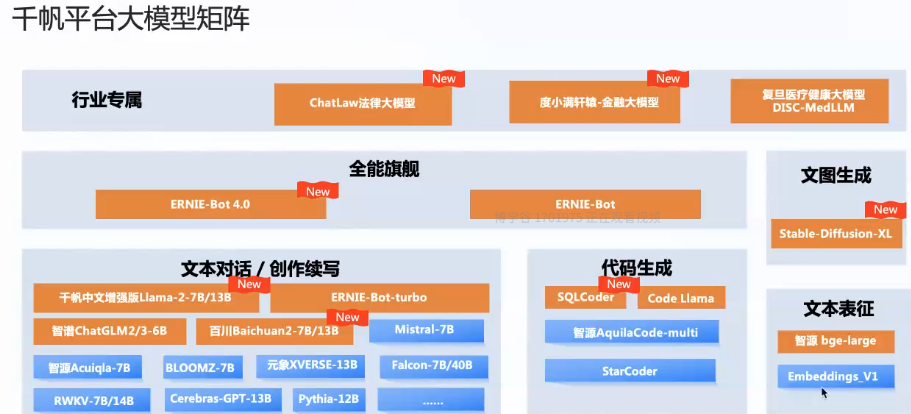 千帆平台大模型矩阵
行业专属
New
ChatLaw法律大模型
New
度小满轩辕-金融大模型
复旦医疗健康大模型
DISC-MedLLM
全能旗舰
New
ERNIE-Bot 4.0
ERNIE-Bot
正在观看视频
文图生成
New
Stable-Diffusion-XL
文本对话 / 创作续写
New
千帆中文增强版Llama-2-7B/13B
ERNIE-Bot-turbo
智谱ChatGLM2/3-6B
New
百川Baichuan2-7B/13B
Mistral-7B
智源Acuiqla-7B
BLOOMZ-7B
元象XVERSE-13B
Falcon-7B/40B
RWKV-7B/14B
Cerebras-GPT-13B
Pythia-12B
......
代码生成
New
SQLCoder
Code Llama
智源AquilaCode-multi
StarCoder
文本表征
智源 bge-large
Embeddings_V1